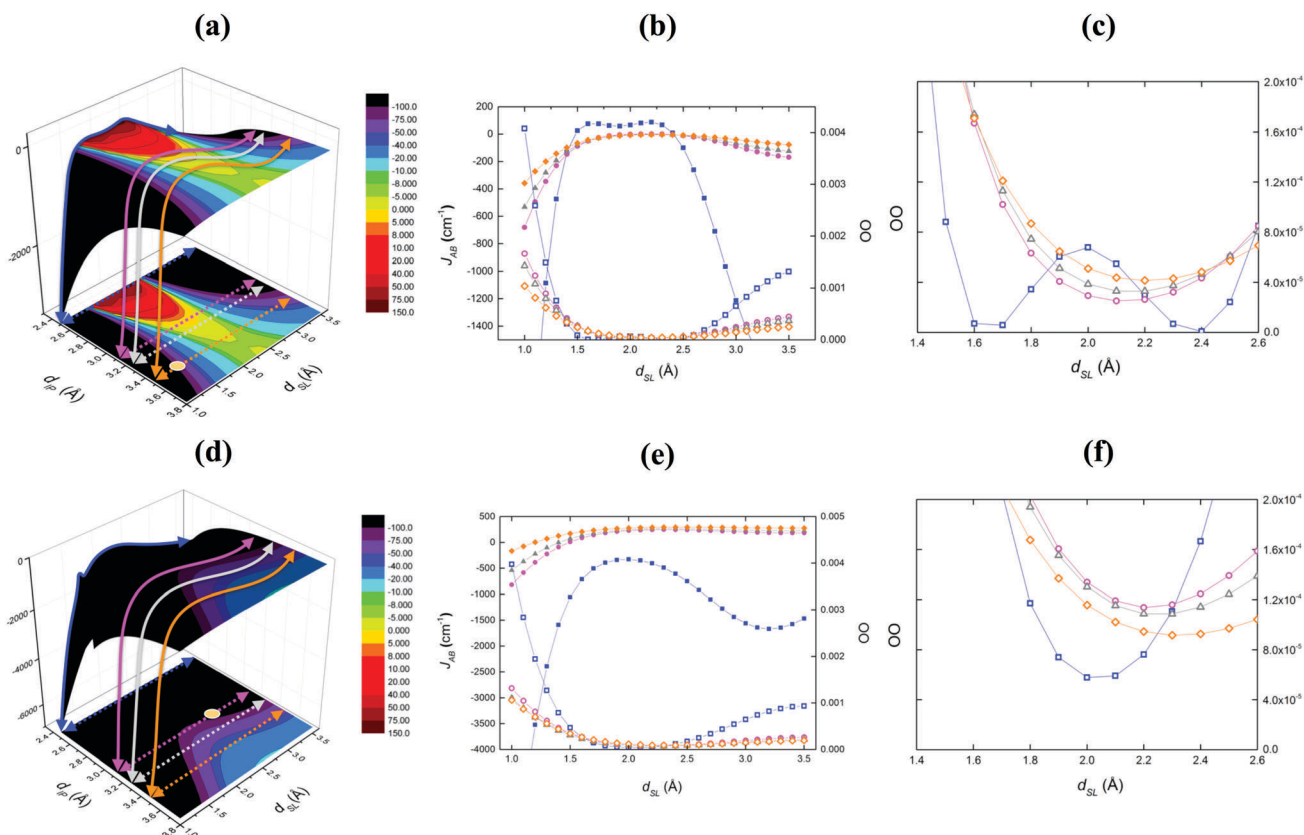 (a)
(b)
(c)
0
-2000
2.4
2.6
2.8
3.0
3.2
3.4
3.6
3.8
d_IP (Å)
1.0
1.5
2.0
2.5
3.0
3.5
d_SL (Å)
-100.0
-75.00
-50.00
-40.00
-20.00
-10.00
-8.000
-5.000
0.000
5.000
8.000
10.00
20.00
40.00
50.00
75.00
150.0
200
0
-200
-400
-600
-800
-1000
-1200
-1400
J_AB (cm⁻¹)
1.0 1.5 2.0 2.5 3.0 3.5
d_SL (Å)
0.004
0.003
0.002
0.001
0.000
OO
OO
2.0x10⁻⁴
1.6x10⁻⁴
1.2x10⁻⁴
8.0x10⁻⁵
4.0x10⁻⁵
0.0
1.4 1.6 1.8 2.0 2.2 2.4 2.6
d_SL (Å)
(d)
(e)
(f)
0
-2000
-4000
-6000
2.4
2.6
2.8
3.0
3.2
3.4
3.6
3.8
d_IP (Å)
1.0
1.5
2.0
2.5
3.0
3.5
d_SL (Å)
-100.0
-75.00
-50.00
-40.00
-20.00
-10.00
-8.000
-5.000
0.000
5.000
8.000
10.00
20.00
40.00
50.00
75.00
150.0
500
0
-500
-1000
-1500
-2000
-2500
-3000
-3500
-4000
J_AB (cm⁻¹)
1.0 1.5 2.0 2.5 3.0 3.5
d_SL (Å)
0.005
0.004
0.003
0.002
0.001
0.000
OO
OO
2.0x10⁻⁴
1.6x10⁻⁴
1.2x10⁻⁴
8.0x10⁻⁵
4.0x10⁻⁵
0.0
1.4 1.6 1.8 2.0 2.2 2.4 2.6
d_SL (Å)